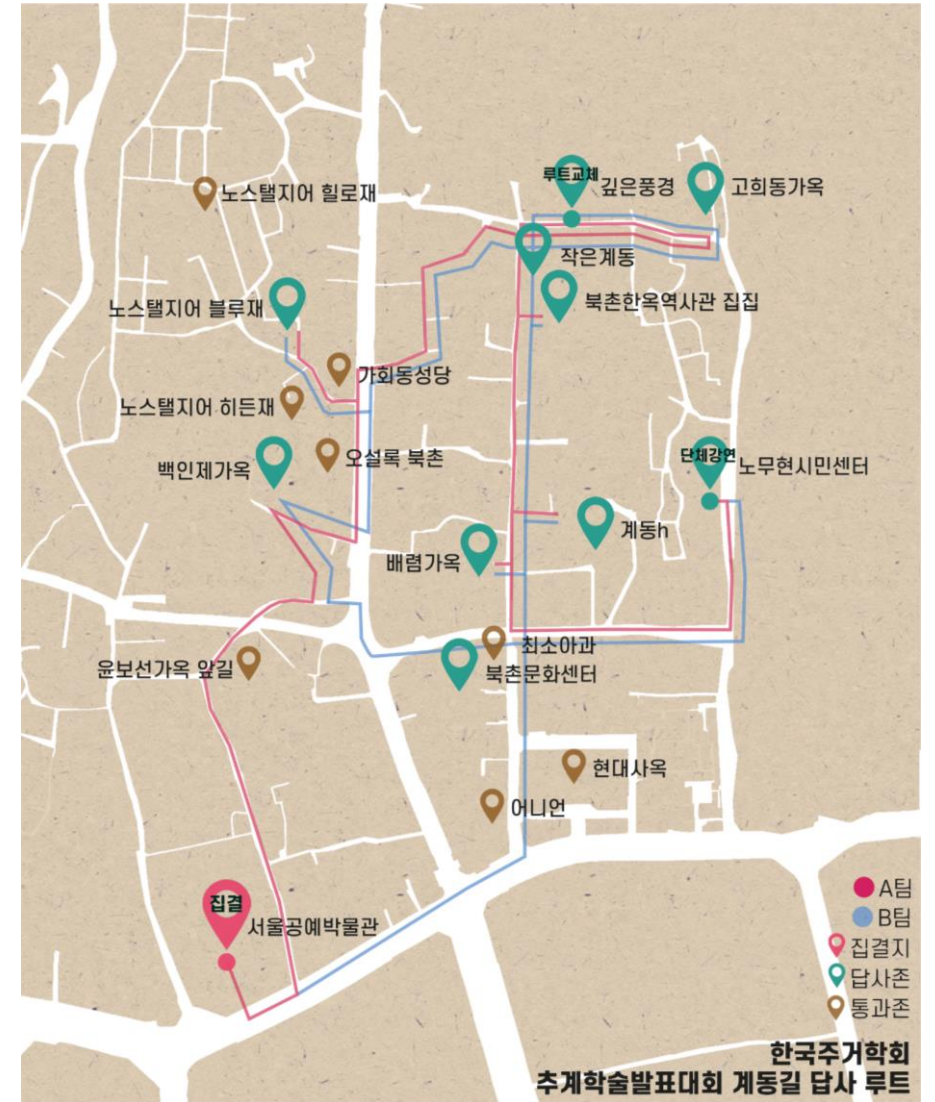 루트교체
깊은풍경
고희동가옥
노스탤지어 힐로재
작은계동
북촌한옥역사관 집집
노스탤지어 블루재
가회동성당
노스탤지어 히든재
오설록 북촌
백인제가옥
단체강연
노무현시민센터
계동h
배렴가옥
최소아과
북촌문화센터
윤보선가옥 앞길
현대사옥
어니언
집결
서울공예박물관
A팀
B팀
집결지
답사존
통과존
한국주거학회
추계학술발표대회 계동길 답사 루트